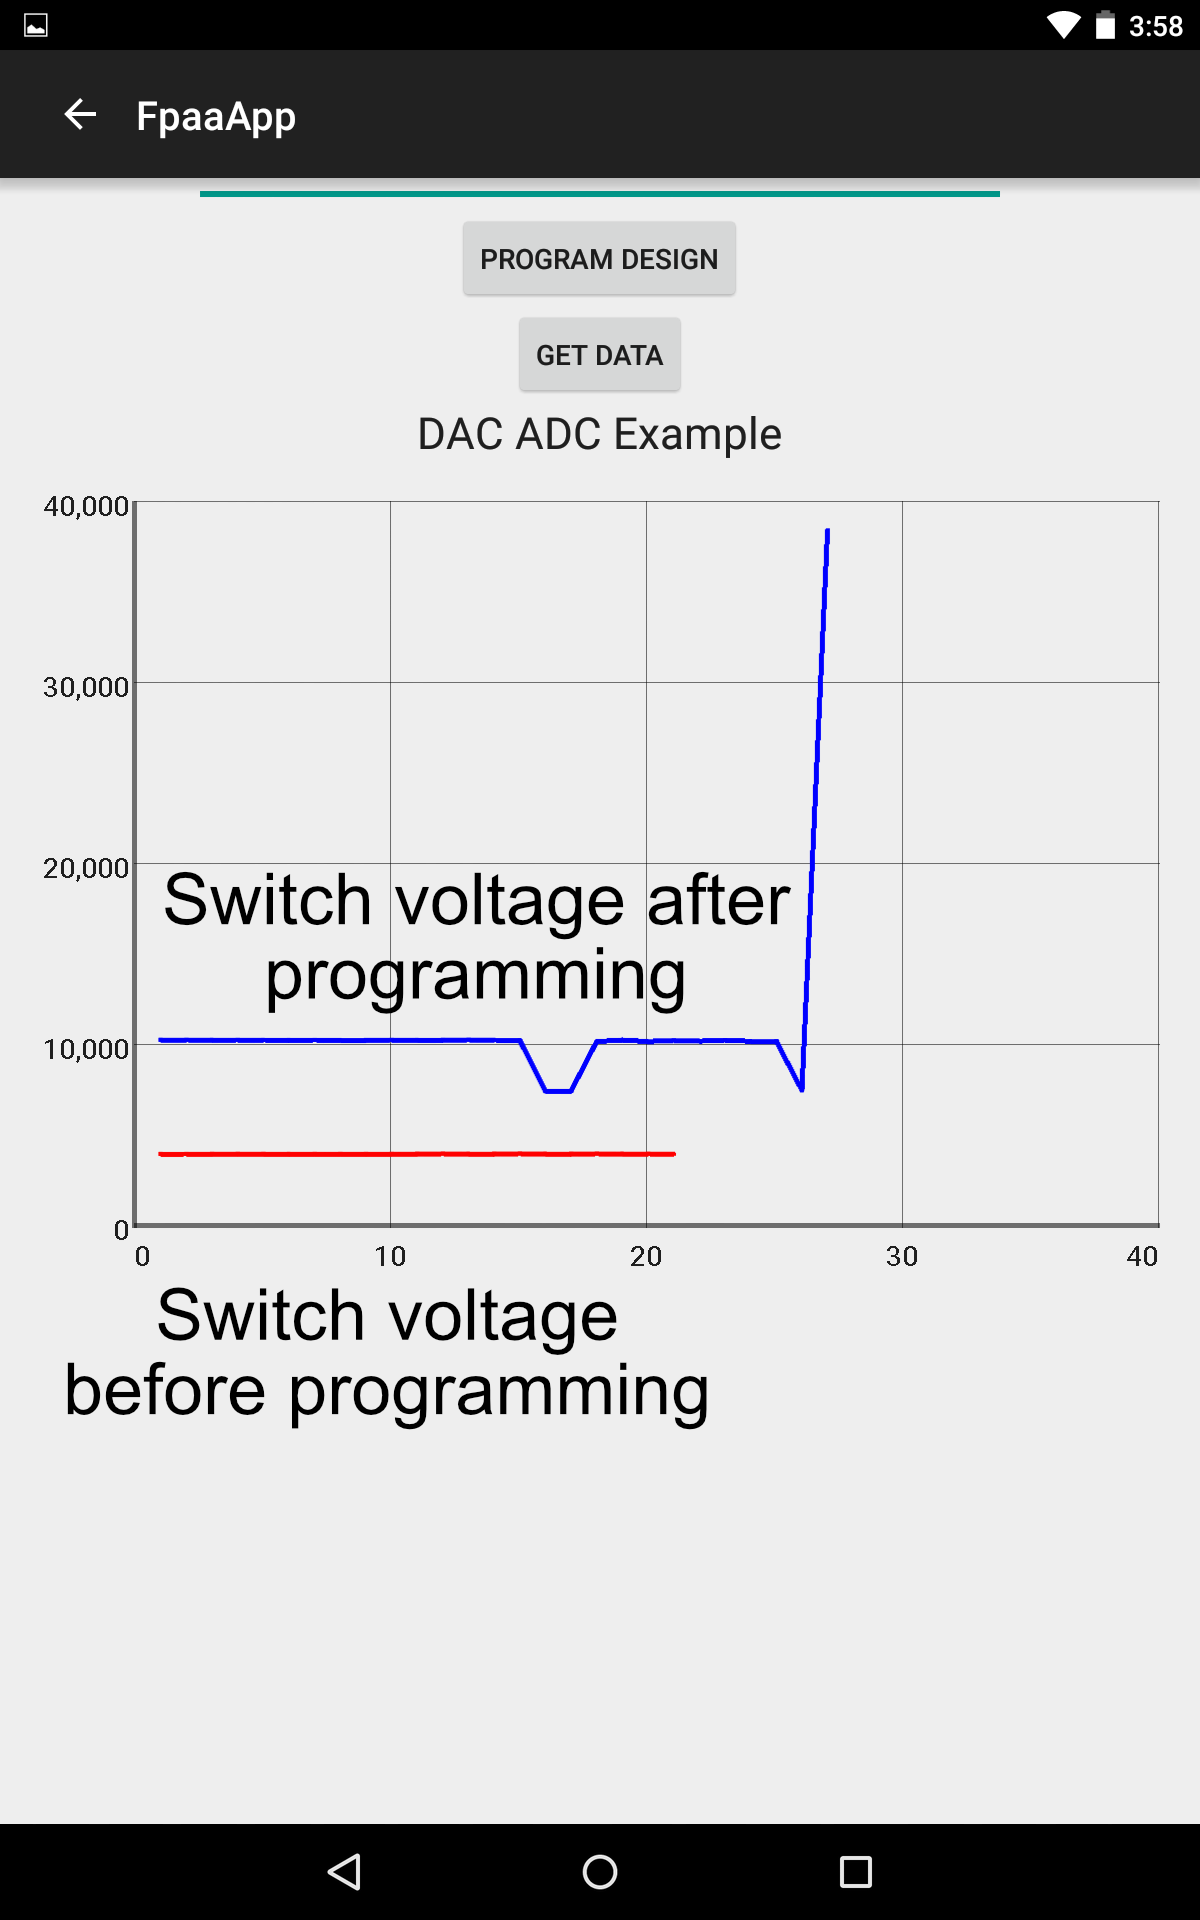 3:58
FpaaApp
PROGRAM DESIGN
GET DATA
DAC ADC Example
40,000
30,000
20,000
Switch voltage after
programming
10,000
0
0 10 20 30 40
Switch voltage
before programming